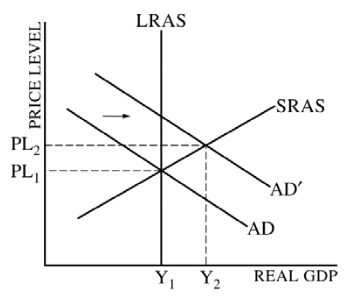 LRAS
PRICE LEVEL
SRAS
PL₂
PL₁
AD′
AD
Y₁
Y₂
REAL GDP